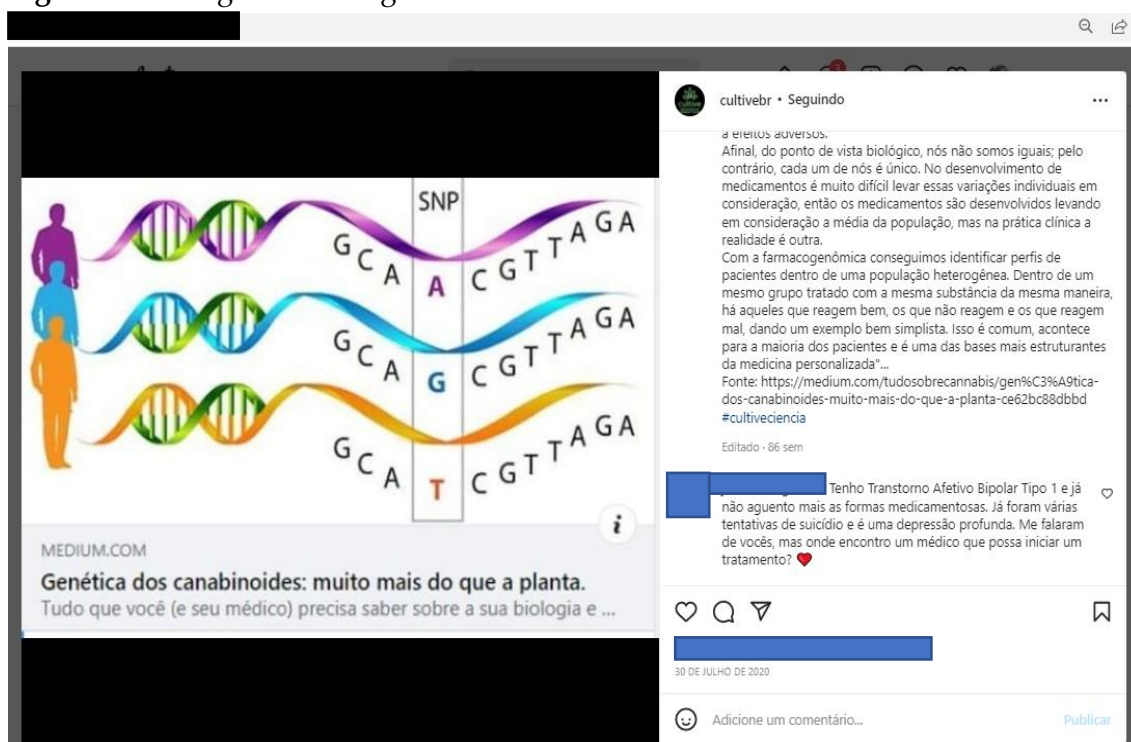 SNP
G C A A C G T T A G A
G C A G C G T T A G A
G C A T C G T T A G A
i
MEDIUM.COM
Genética dos canabinoides: muito mais do que a planta.
Tudo que você (e seu médico) precisa saber sobre a sua biologia e ...
cultive
cultivebr • Seguindo
...
a efeitos adversos.
Afinal, do ponto de vista biológico, nós não somos iguais; pelo
contrário, cada um de nós é único. No desenvolvimento de
medicamentos é muito difícil levar essas variações individuais em
consideração, então os medicamentos são desenvolvidos levando
em consideração a média da população, mas na prática clínica a
realidade é outra.
Com a farmacogenômica conseguimos identificar perfis de
pacientes dentro de uma população heterogênea. Dentro de um
mesmo grupo tratado com a mesma substância da mesma maneira,
há aqueles que reagem bem, os que não reagem e os que reagem
mal, dando um exemplo bem simplista. Isso é comum, acontece
para a maioria dos pacientes e é uma das bases mais estruturantes
da medicina personalizada"...
Fonte: https://medium.com/tudosobrecannabis/gen%C3%A9tica-
dos-canabinoides-muito-mais-do-que-a-planta-ce62bc88dbbd
#cultiveciencia
Editado · 86 sem
Tenho Transtorno Afetivo Bipolar Tipo 1 e já
não aguento mais as formas medicamentosas. Já foram várias
tentativas de suicídio e é uma depressão profunda. Me falaram
de vocês, mas onde encontro um médico que possa iniciar um
tratamento? ❤️
30 DE JULHO DE 2020
Adicione um comentário...
Publicar